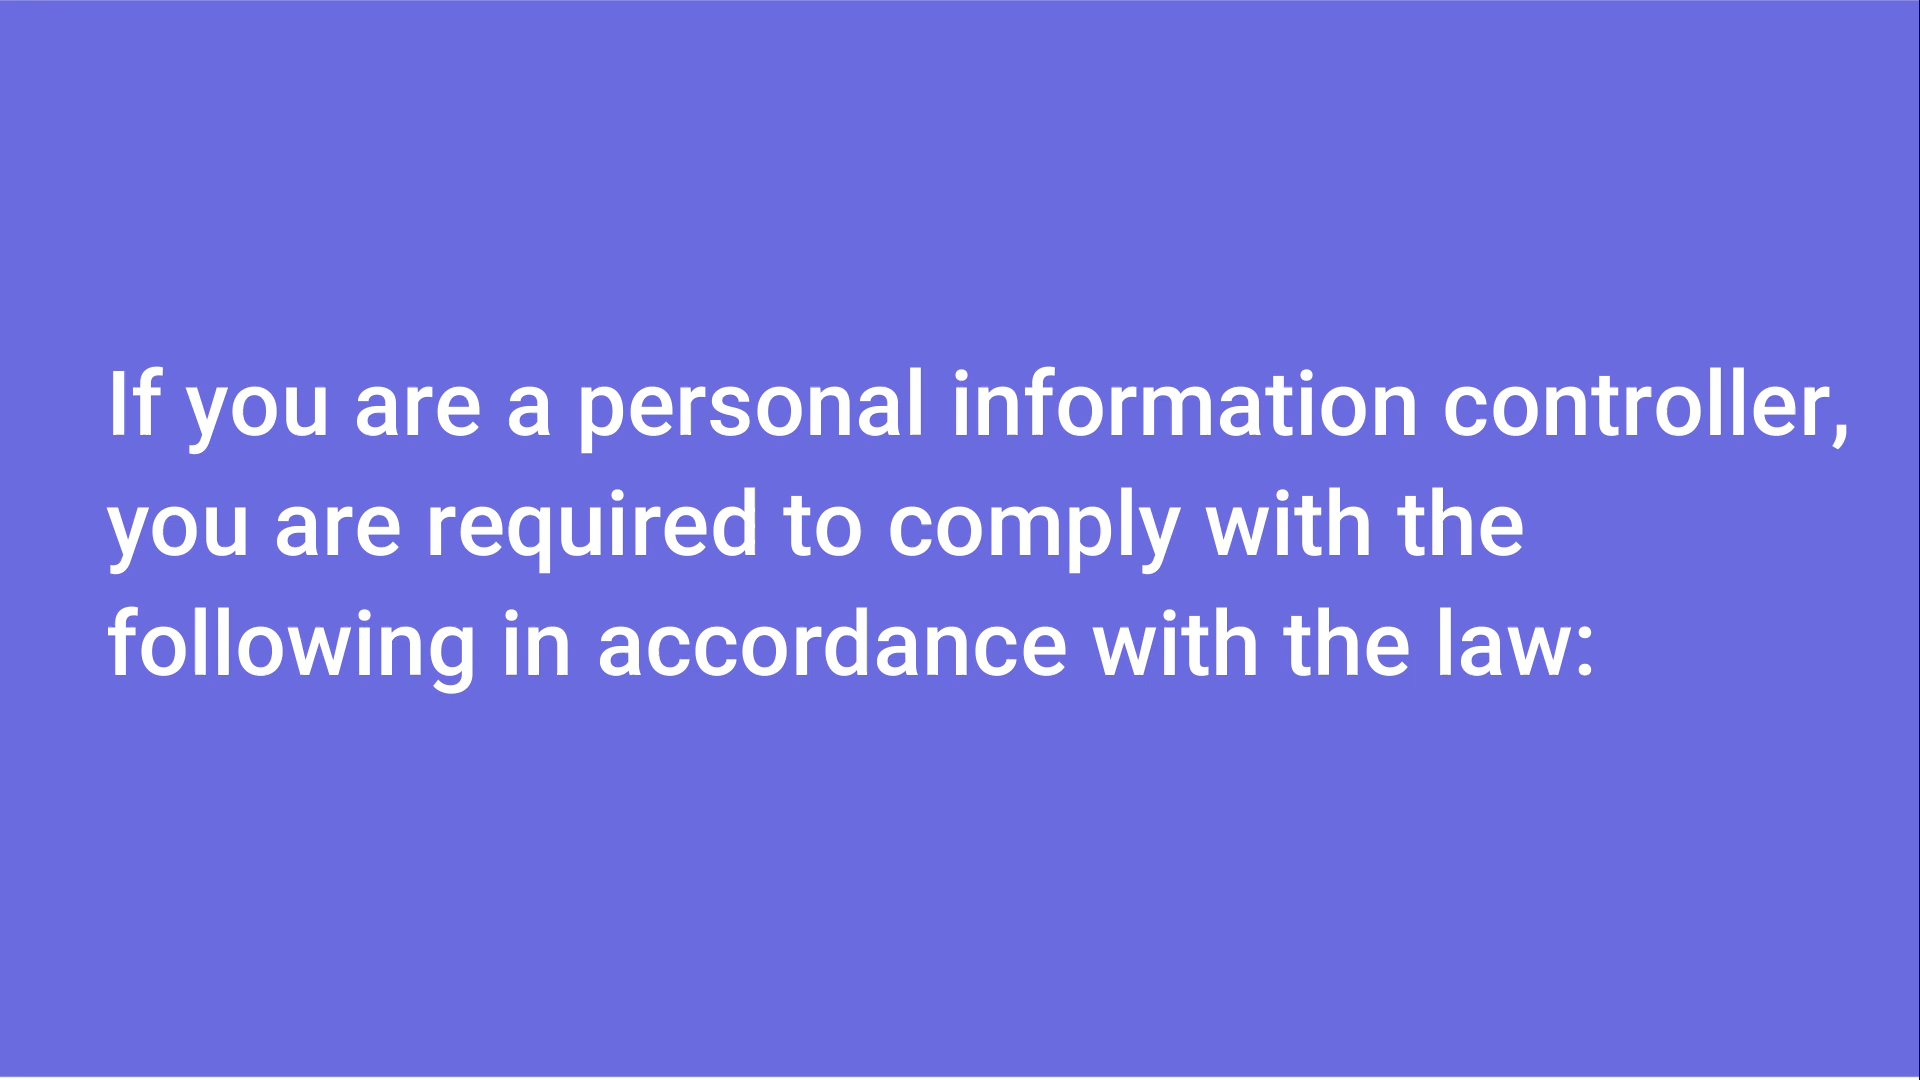 If you are a personal information controller,
you are required to comply with the
following in accordance with the law: